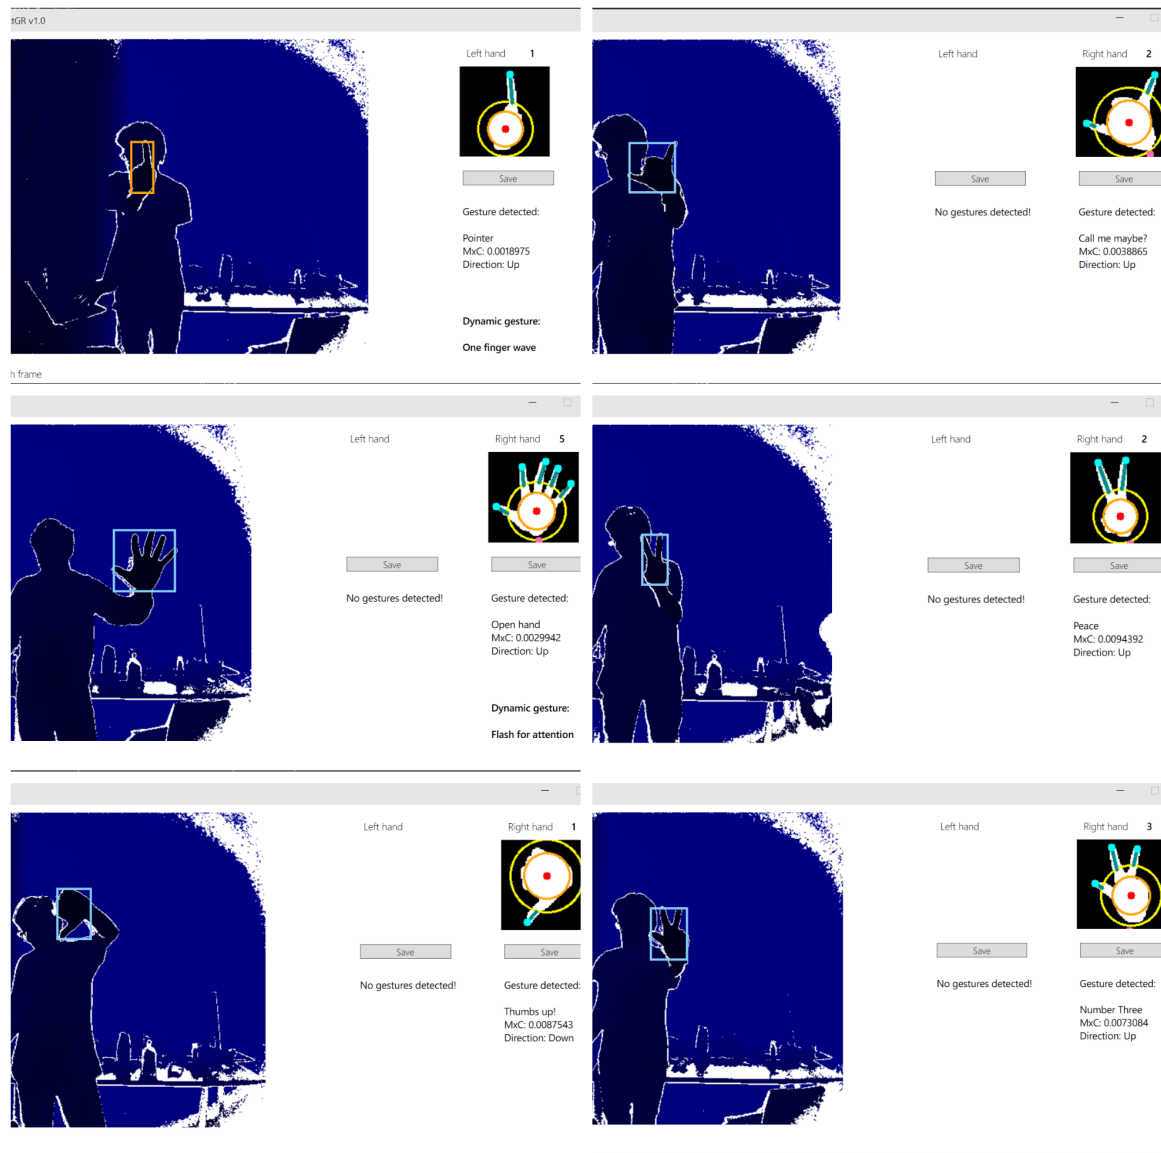 tGR v1.0
Left hand 1
Save
Gesture detected:
Pointer
MxC: 0.0018975
Direction: Up
Dynamic gesture:
One finger wave
h frame
Left hand
Right hand 2
Save
Save
No gestures detected!
Gesture detected:
Call me maybe?
MxC: 0.0038865
Direction: Up
Left hand
Right hand 5
Save
Save
No gestures detected!
Gesture detected:
Open hand
MxC: 0.0029942
Direction: Up
Dynamic gesture:
Flash for attention
Left hand
Right hand 2
Save
Save
No gestures detected!
Gesture detected:
Peace
MxC: 0.0094392
Direction: Up
Left hand
Right hand 1
Save
Save
No gestures detected!
Gesture detected:
Thumbs up!
MxC: 0.0087543
Direction: Down
Left hand
Right hand 3
Save
Save
No gestures detected!
Gesture detected:
Number Three
MxC: 0.0073084
Direction: Up